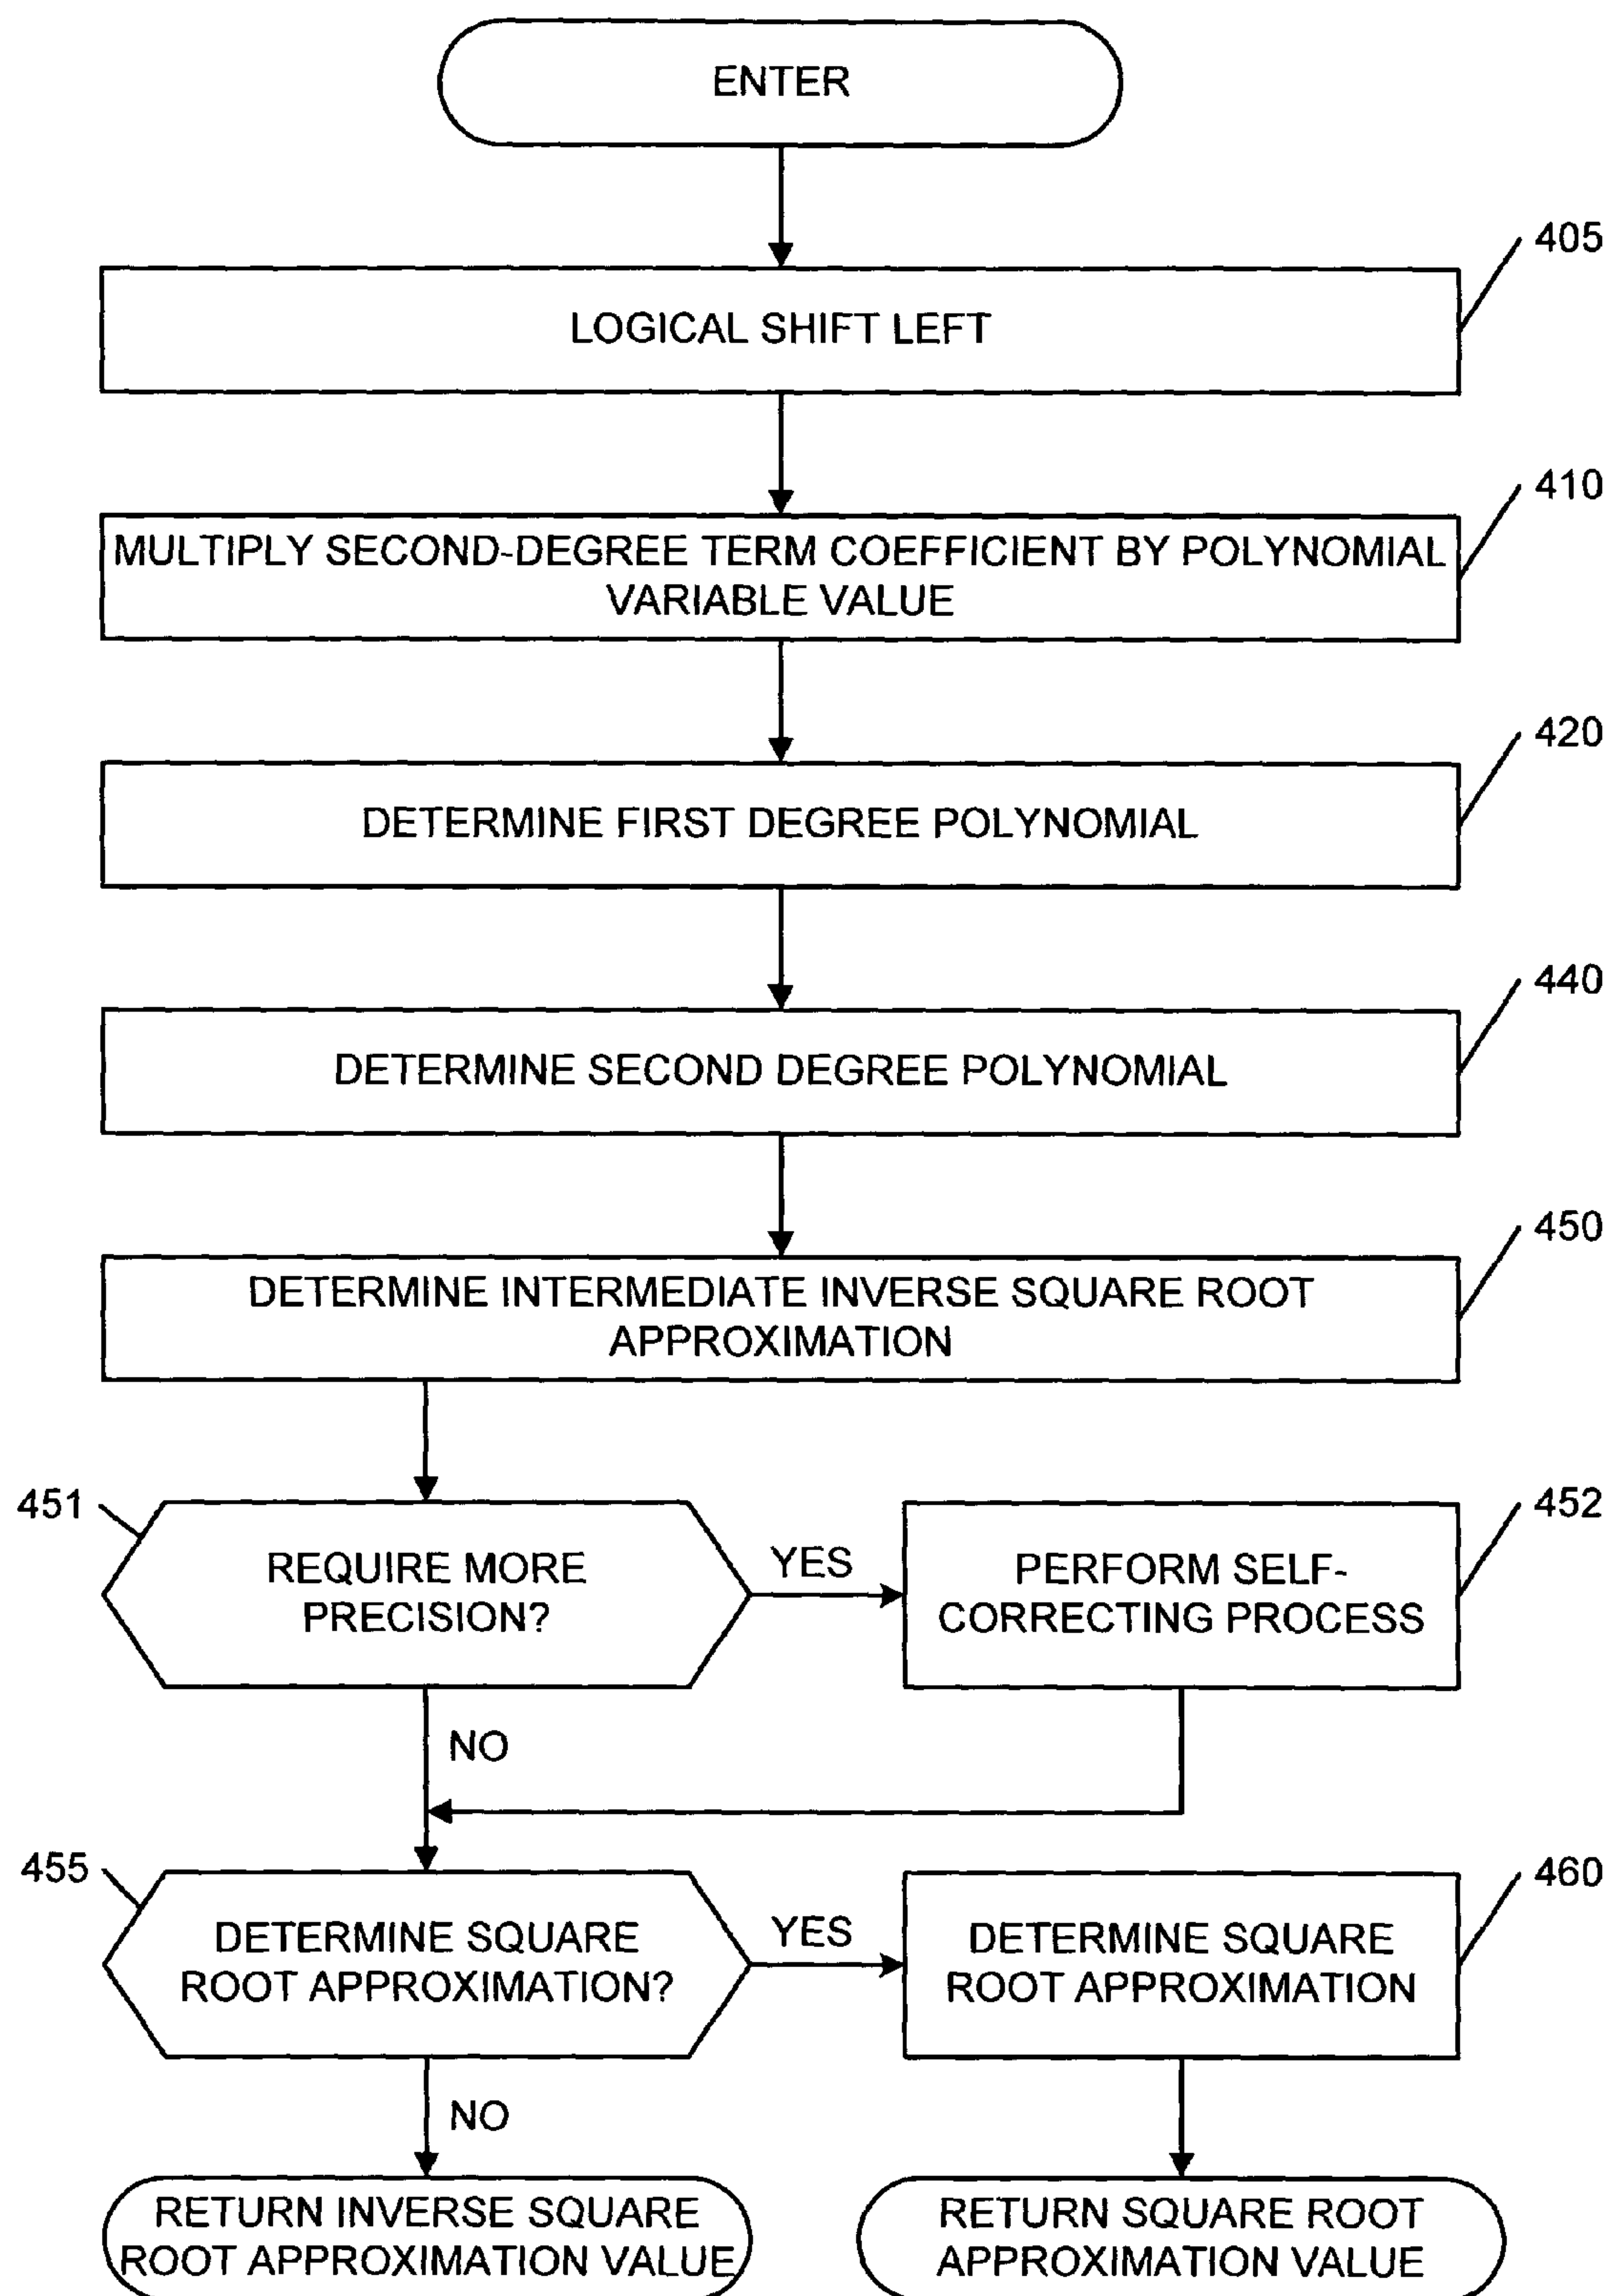 ENTER
405
LOGICAL SHIFT LEFT
410
MULTIPLY SECOND-DEGREE TERM COEFFICIENT BY POLYNOMIAL
VARIABLE VALUE
420
DETERMINE FIRST DEGREE POLYNOMIAL
440
DETERMINE SECOND DEGREE POLYNOMIAL
450
DETERMINE INTERMEDIATE INVERSE SQUARE ROOT
APPROXIMATION
451
REQUIRE MORE
PRECISION?
YES
452
PERFORM SELF-
CORRECTING PROCESS
NO
455
DETERMINE SQUARE
ROOT APPROXIMATION?
YES
460
DETERMINE SQUARE
ROOT APPROXIMATION
NO
RETURN INVERSE SQUARE
ROOT APPROXIMATION VALUE
RETURN SQUARE ROOT
APPROXIMATION VALUE